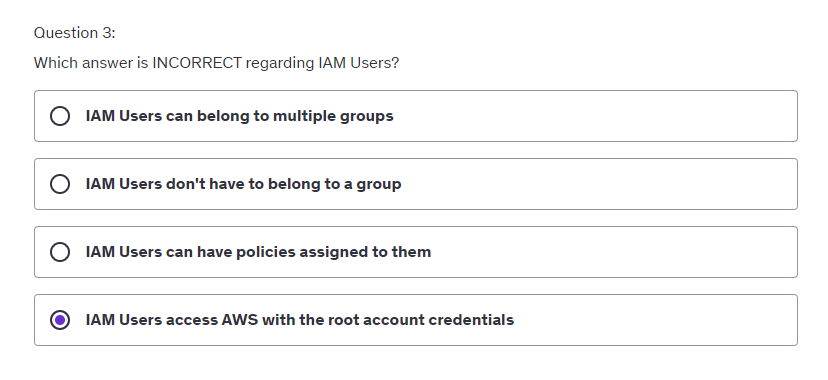 Question 3:
Which answer is INCORRECT regarding IAM Users?
IAM Users can belong to multiple groups
IAM Users don't have to belong to a group
IAM Users can have policies assigned to them
IAM Users access AWS with the root account credentials